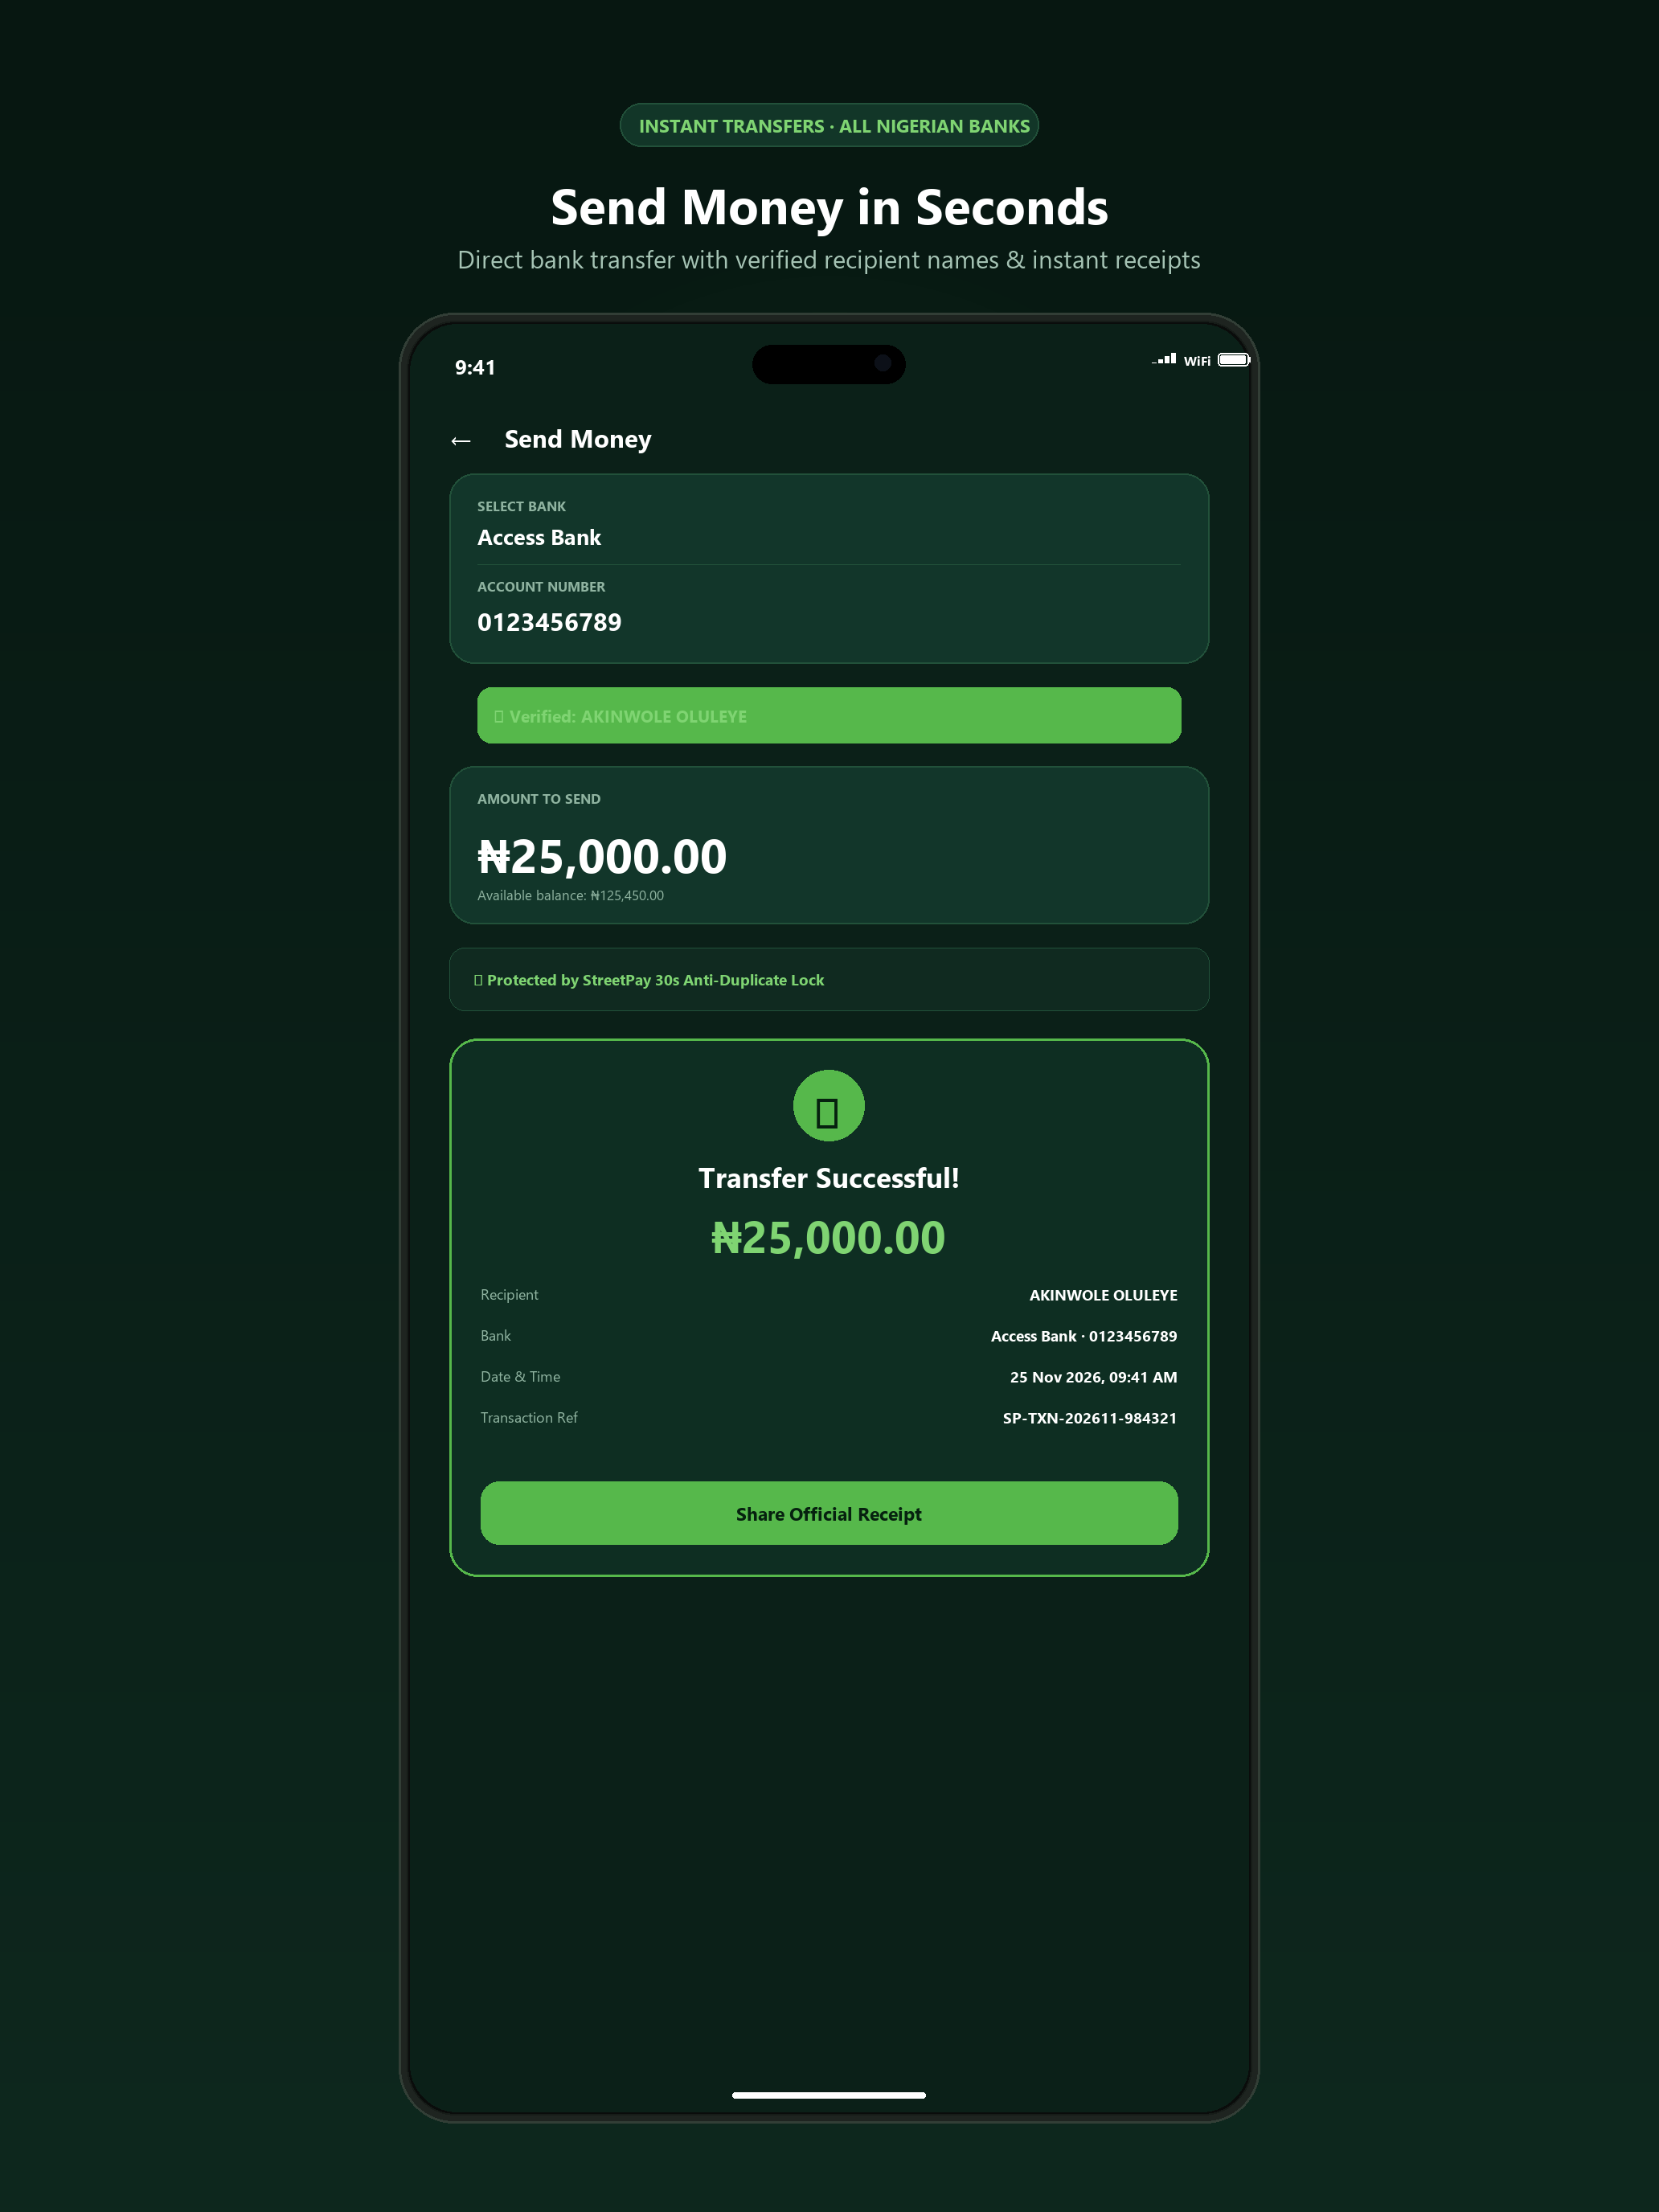 INSTANT TRANSFERS · ALL NIGERIAN BANKS
Send Money in Seconds
Direct bank transfer with verified recipient names & instant receipts
9:41
WiFi
← Send Money
SELECT BANK
Access Bank
ACCOUNT NUMBER
0123456789
Verified: AKINWOLE OLULEYE
AMOUNT TO SEND
₦25,000.00
Available balance: ₦125,450.00
Protected by StreetPay 30s Anti-Duplicate Lock
Transfer Successful!
₦25,000.00
Recipient AKINWOLE OLULEYE
Bank Access Bank · 0123456789
Date & Time 25 Nov 2026, 09:41 AM
Transaction Ref SP-TXN-202611-984321
Share Official Receipt